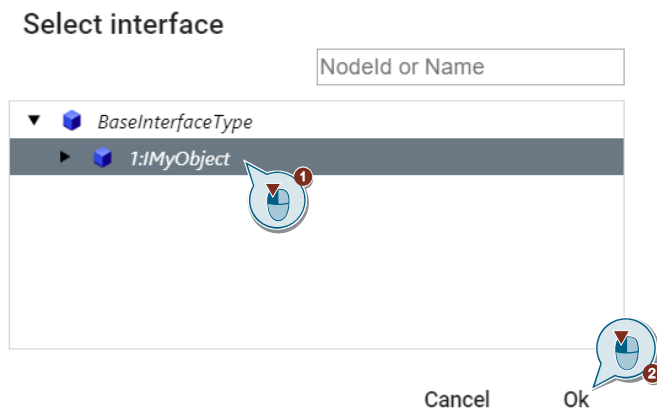 Select interface
NodeId or Name
BaseInterfaceType
1:IMyObject
1
2
Cancel Ok